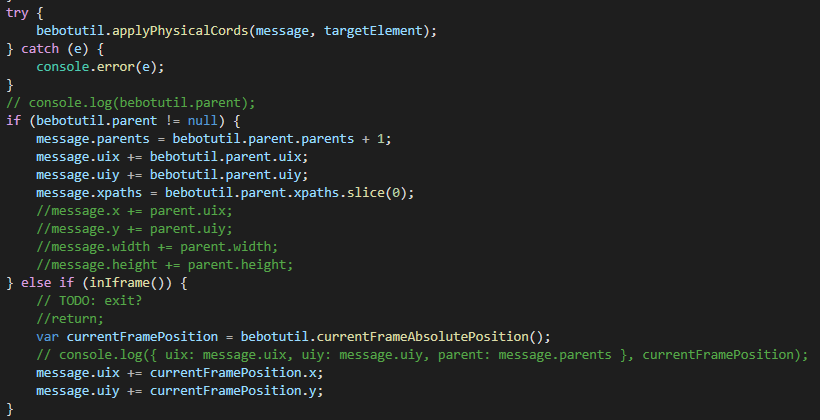 try {
    bebotutil.applyPhysicalCords(message, targetElement);
} catch (e) {
    console.error(e);
}
// console.log(bebotutil.parent);
if (bebotutil.parent != null) {
    message.parents = bebotutil.parent.parents + 1;
    message.uix += bebotutil.parent.uix;
    message.uiy += bebotutil.parent.uiy;
    message.xpaths = bebotutil.parent.xpaths.slice(0);
    //message.x += parent.uix;
    //message.y += parent.uiy;
    //message.width += parent.width;
    //message.height += parent.height;
} else if (inIframe()) {
    // TODO: exit?
    //return;
    var currentFramePosition = bebotutil.currentFrameAbsolutePosition();
    // console.log({ uix: message.uix, uiy: message.uiy, parent: message.parents }, currentFramePosition);
    message.uix += currentFramePosition.x;
    message.uiy += currentFramePosition.y;
}